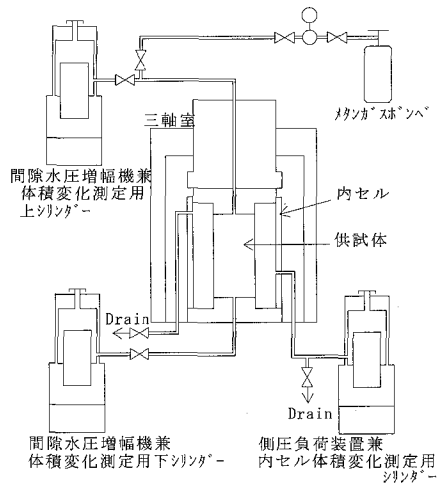 三軸室
ﾒﾀﾝｶﾞｽﾎﾞﾝﾍﾞ
間隙水圧増幅機兼
体積変化測定用
上ｼﾘﾝﾀﾞｰ
内セル
供試体
Drain
Drain
間隙水圧増幅機兼
体積変化測定用下ｼﾘﾝﾀﾞｰ
側圧負荷装置兼
内セル体積変化測定用
ｼﾘﾝﾀﾞｰ